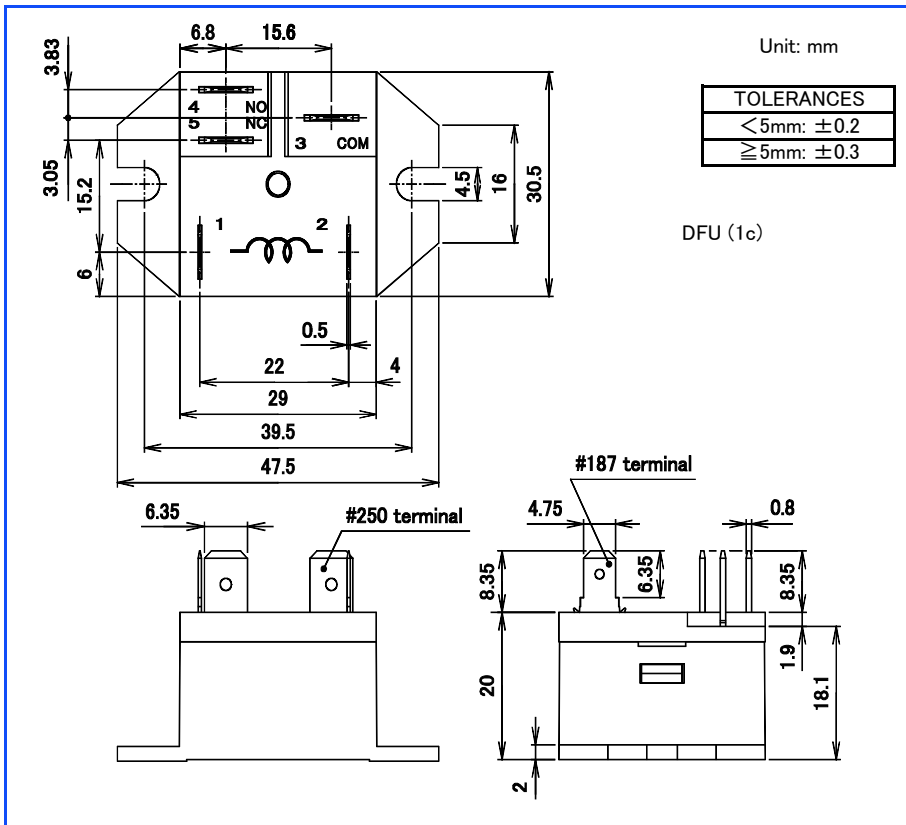 6.8
15.6
3.83
3.05
15.2
6
4 NO
5 NC
3 COM
1
2
4.5
16
30.5
0.5
22
4
29
39.5
47.5
Unit: mm
TOLERANCES
<5mm: ±0.2
≧5mm: ±0.3
DFU (1c)
6.35
#250 terminal
8.35
20
2
#187 terminal
4.75
6.35
0.8
8.35
1.9
18.1